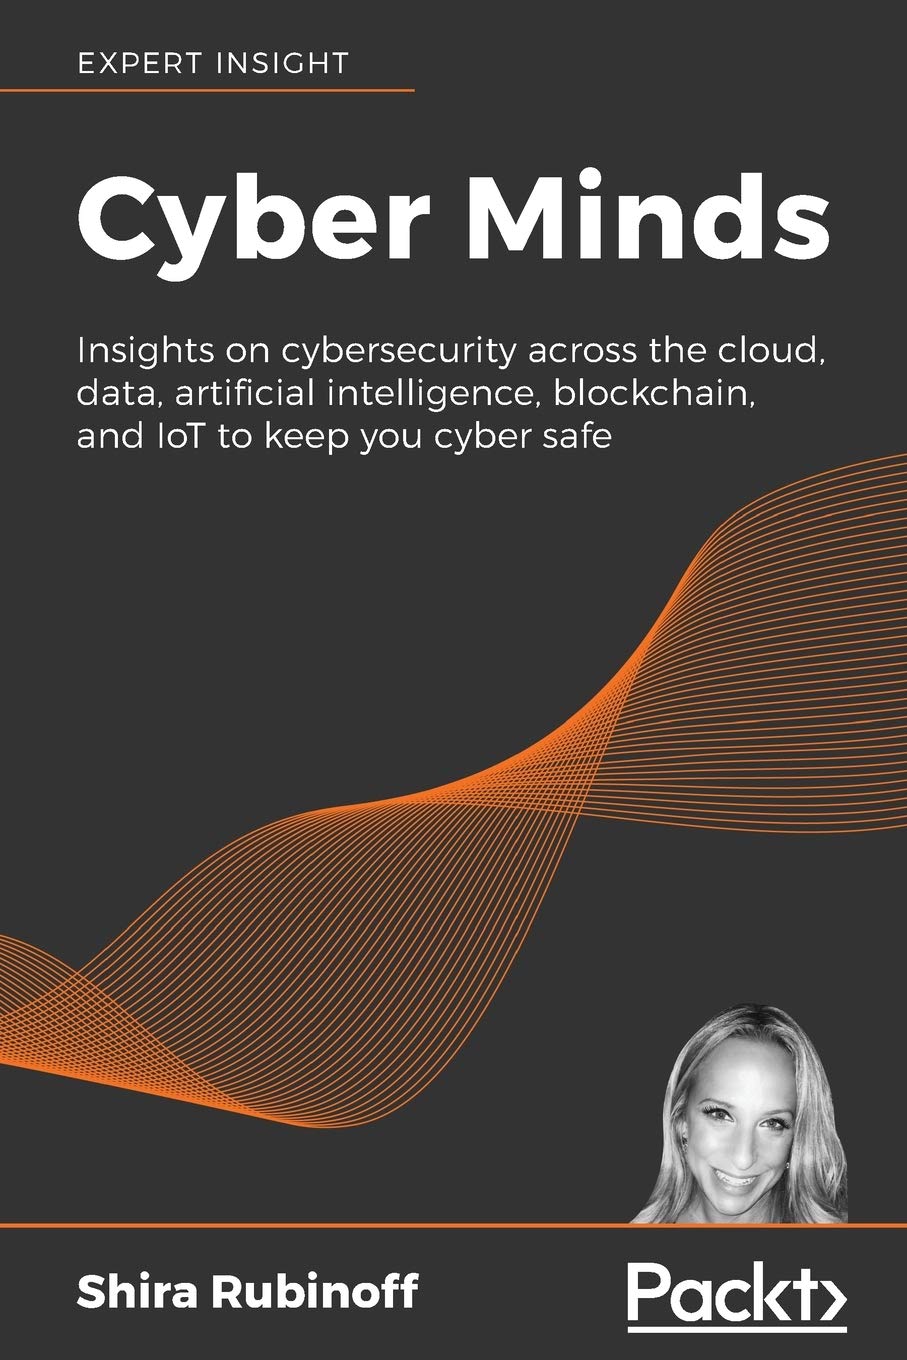 EXPERT INSIGHT
Cyber Minds
Insights on cybersecurity across the cloud,
data, artificial intelligence, blockchain,
and IoT to keep you cyber safe
Shira Rubinoff
Packt>